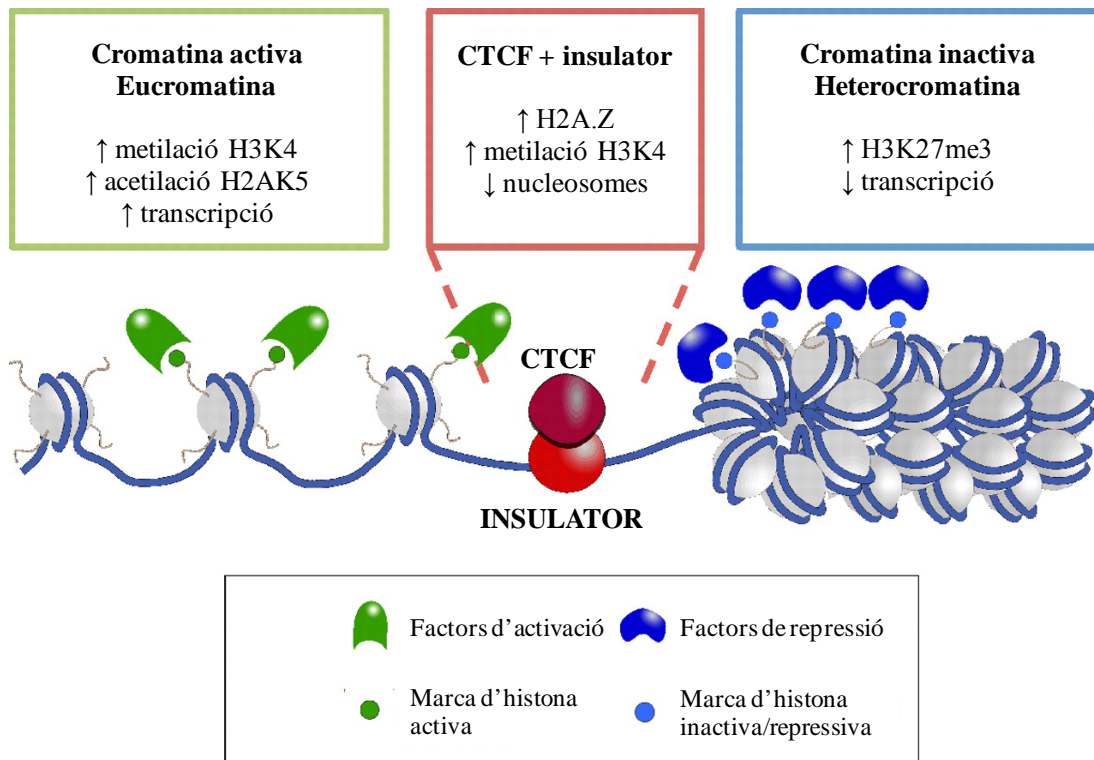 Cromatina activa
Eucromatina
↑ metilació H3K4
↑ acetilació H2AK5
↑ transcripció
CTCF + insulator
↑ H2A.Z
↑ metilació H3K4
↓ nucleosomes
Cromatina inactiva
Heterocromatina
↑ H3K27me3
↓ transcripció
CTCF
INSULATOR
Factors d’activació
Factors de repressió
Marca d’histona
activa
Marca d’histona
inactiva/repressiva